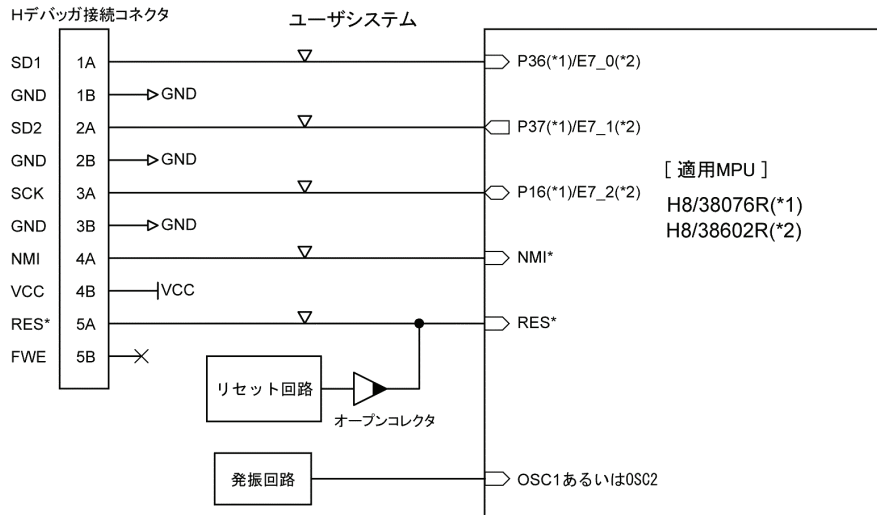 Hデバッガ接続コネクタ
ユーザシステム
SD1 1A P36(*1)/E7_0(*2)
GND 1B GND
SD2 2A P37(*1)/E7_1(*2)
GND 2B GND
[ 適用MPU ]
SCK 3A P16(*1)/E7_2(*2)
H8/38076R(*1)
GND 3B GND
H8/38602R(*2)
NMI 4A NMI*
VCC 4B VCC
RES* 5A RES*
FWE 5B
リセット回路
オープンコレクタ
発振回路 OSC1あるいはOSC2